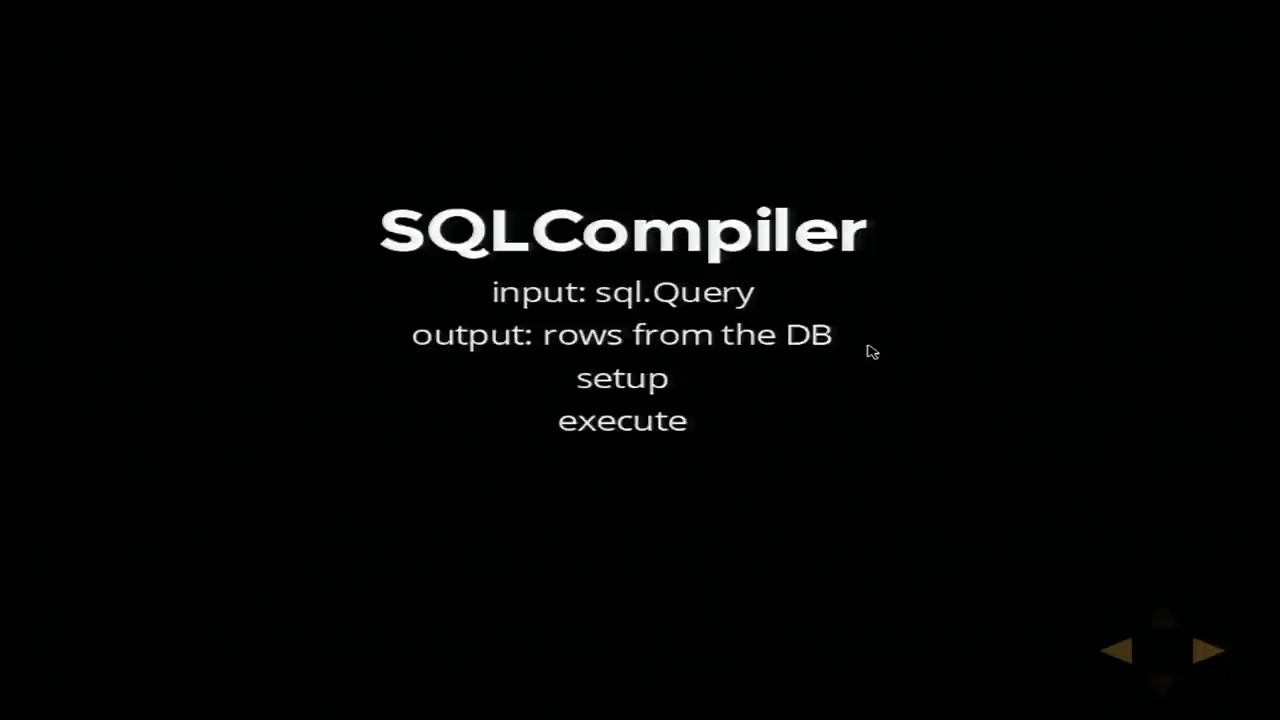 SQLCompiler
input: sql.Query
output: rows from the DB
setup
execute